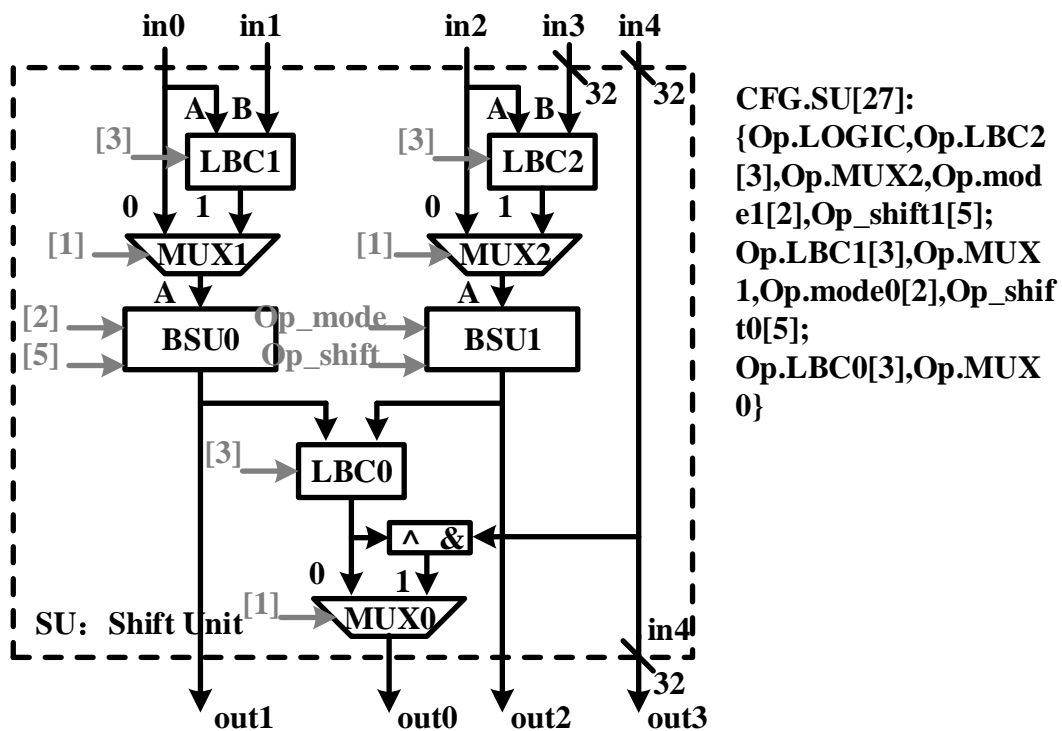 in0 in1 in2 in3 in4
32 32
A B A B
[3] LBC1 [3] LBC2
0 1 0 1
[1] MUX1 [1] MUX2
A A
[2] BSU0 Op_mode BSU1
[5] Op_shift
[3] LBC0
^ &
0 1
[1] MUX0
SU：Shift Unit in4
32
out1 out0 out2 out3
CFG.SU[27]:
{Op.LOGIC,Op.LBC2
[3],Op.MUX2,Op.mod
e1[2],Op_shift1[5];
Op.LBC1[3],Op.MUX
1,Op.mode0[2],Op_shif
t0[5];
Op.LBC0[3],Op.MUX
0}